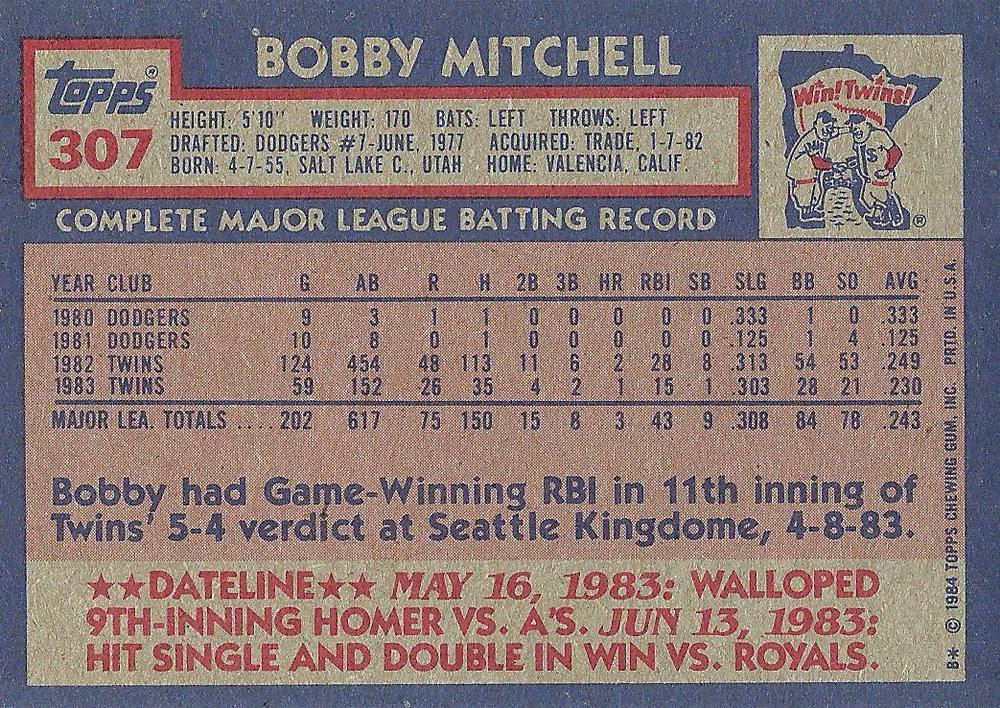 BOBBY MITCHELL
Topps®
307
HEIGHT: 5'10" WEIGHT: 170 BATS: LEFT THROWS: LEFT
DRAFTED: DODGERS #7-JUNE, 1977 ACQUIRED: TRADE, 1-7-82
BORN: 4-7-55, SALT LAKE C., UTAH HOME: VALENCIA, CALIF.
Win! Twins!
®
COMPLETE MAJOR LEAGUE BATTING RECORD
YEAR CLUB G AB R H 2B 3B HR RBI SB SLG BB SO AVG
1980 DODGERS 9 3 1 1 0 0 0 0 0 .333 1 0 .333
1981 DODGERS 10 8 0 1 0 0 0 0 0 .125 1 4 .125
1982 TWINS 124 454 48 113 11 6 2 28 8 .313 54 53 .249
1983 TWINS 59 152 26 35 4 2 1 15 1 .303 28 21 .230
MAJOR LEA. TOTALS .... 202 617 75 150 15 8 3 43 9 .308 84 78 .243
Bobby had Game-Winning RBI in 11th inning of
Twins' 5-4 verdict at Seattle Kingdome, 4-8-83.
★★DATELINE★★ MAY 16, 1983: WALLOPED
9TH-INNING HOMER VS. A'S. JUN 13, 1983:
HIT SINGLE AND DOUBLE IN WIN VS. ROYALS.
B* © 1984 TOPPS CHEWING GUM, INC. PRTD. IN U.S.A.